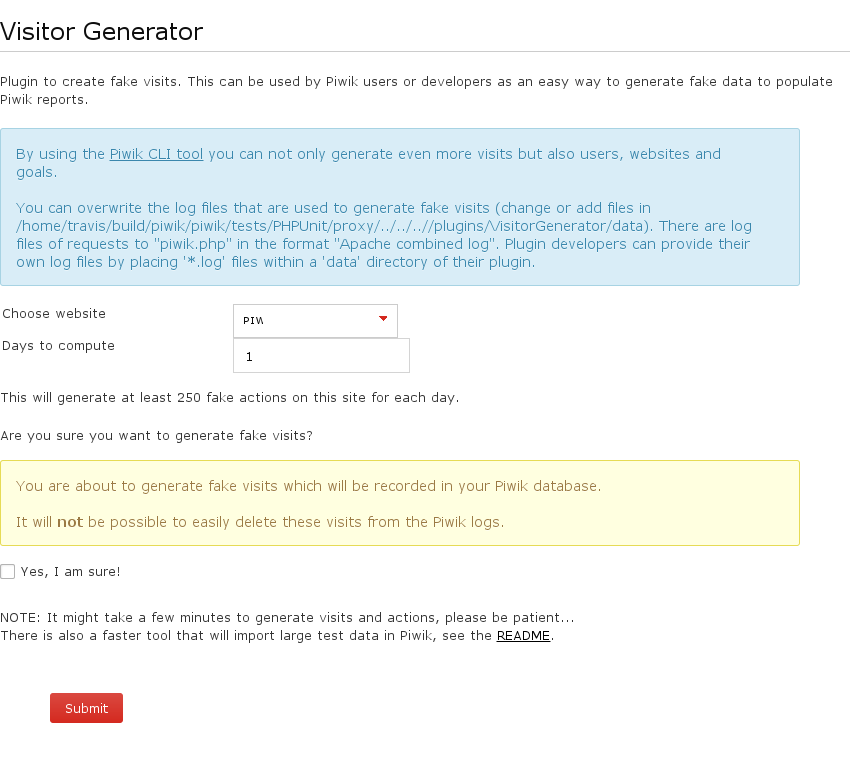 Visitor Generator
Plugin to create fake visits. This can be used by Piwik users or developers as an easy way to generate fake data to populate
Piwik reports.
By using the Piwik CLI tool you can not only generate even more visits but also users, websites and
goals.
You can overwrite the log files that are used to generate fake visits (change or add files in
/home/travis/build/piwik/piwik/tests/PHPUnit/proxy/../../..//plugins/VisitorGenerator/data). There are log
files of requests to "piwik.php" in the format "Apache combined log". Plugin developers can provide their
own log files by placing '*.log' files within a 'data' directory of their plugin.
Choose website
Days to compute 1
This will generate at least 250 fake actions on this site for each day.
Are you sure you want to generate fake visits?
You are about to generate fake visits which will be recorded in your Piwik database.
It will not be possible to easily delete these visits from the Piwik logs.
Yes, I am sure!
NOTE: It might take a few minutes to generate visits and actions, please be patient...
There is also a faster tool that will import large test data in Piwik, see the README.
Submit